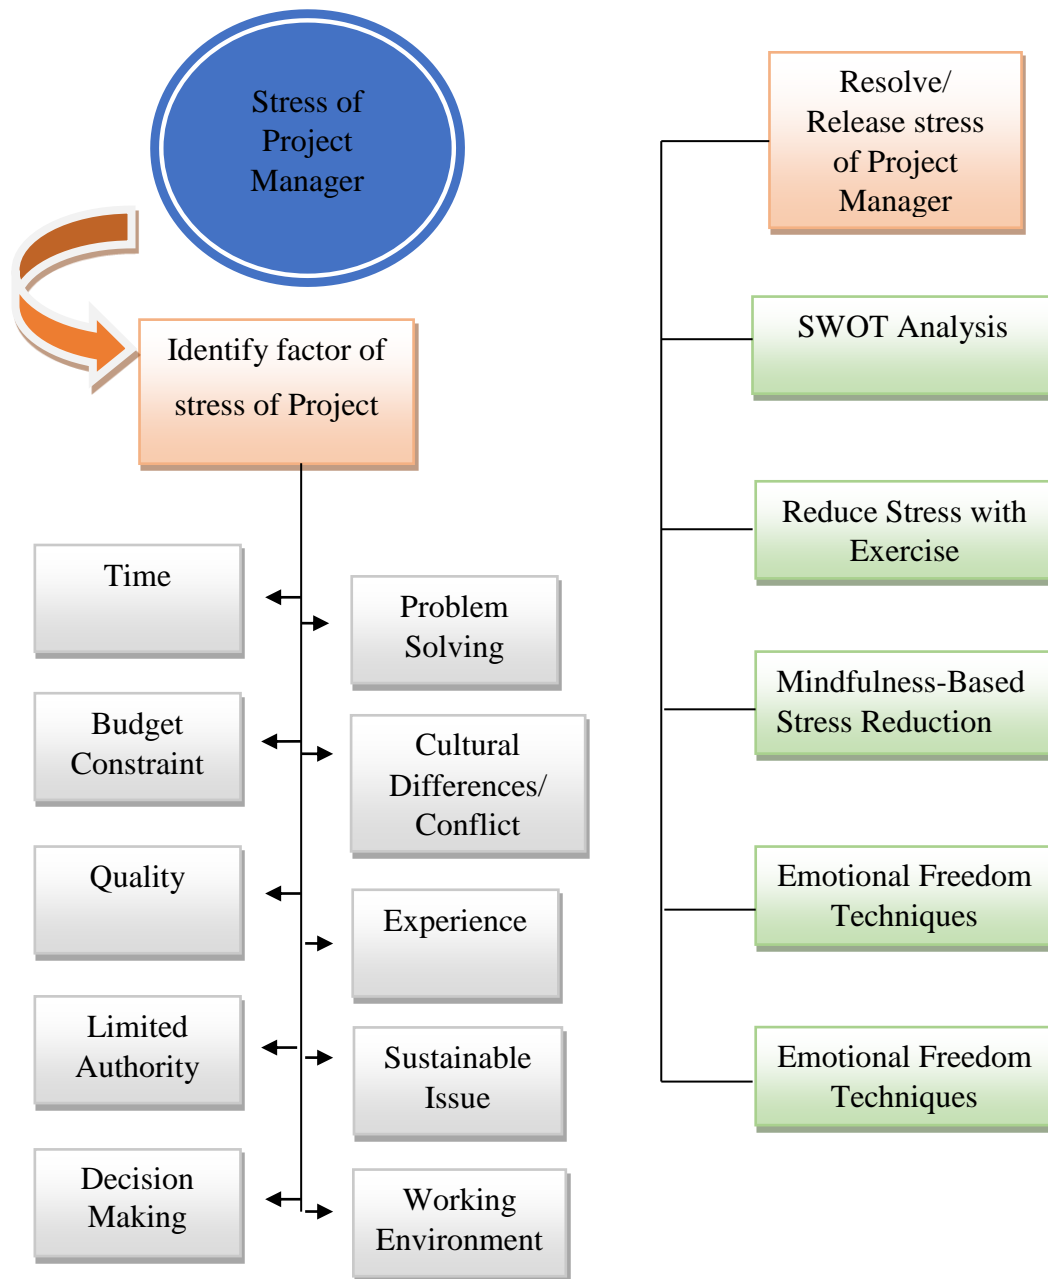 Stress of
Project
Manager
Identify factor of
stress of Project
Time
Problem
Solving
Budget
Constraint
Cultural
Differences/
Conflict
Quality
Experience
Limited
Authority
Sustainable
Issue
Decision
Making
Working
Environment
Resolve/
Release stress
of Project
Manager
SWOT Analysis
Reduce Stress with
Exercise
Mindfulness-Based
Stress Reduction
Emotional Freedom
Techniques
Emotional Freedom
Techniques